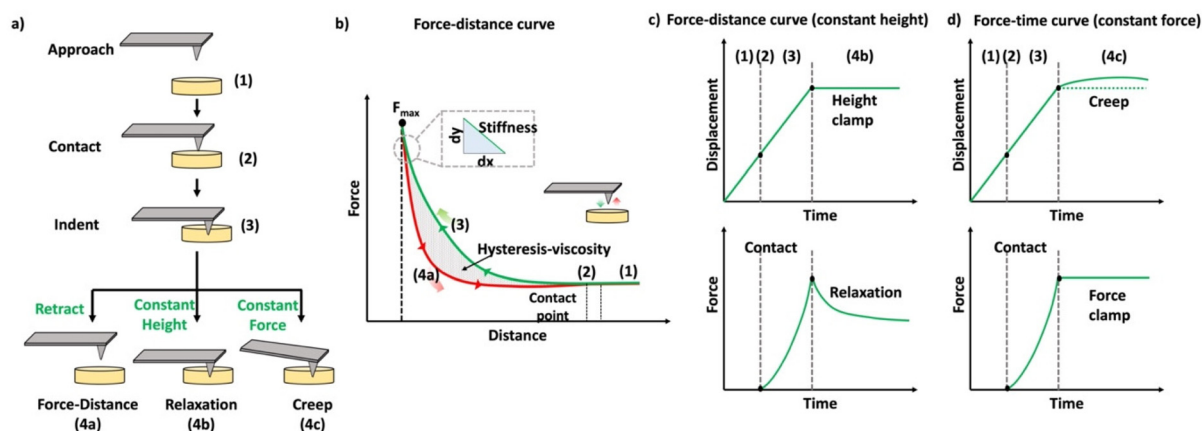 a)
Approach
(1)
Contact
(2)
Indent
(3)
Retract
Constant
Height
Constant
Force
Force-Distance
(4a)
Relaxation
(4b)
Creep
(4c)
b)
Force-distance curve
Fmax
dy
Stiffness
dx
Force
(3)
Hysteresis-viscosity
(4a)
(2)
(1)
Contact
point
Distance
c) Force-distance curve (constant height)
(1) (2) (3) (4b)
Displacement
Height
clamp
Time
Contact
Force
Relaxation
Time
d) Force-time curve (constant force)
(1) (2) (3) (4c)
Displacement
Creep
Time
Contact
Force
Force
clamp
Time